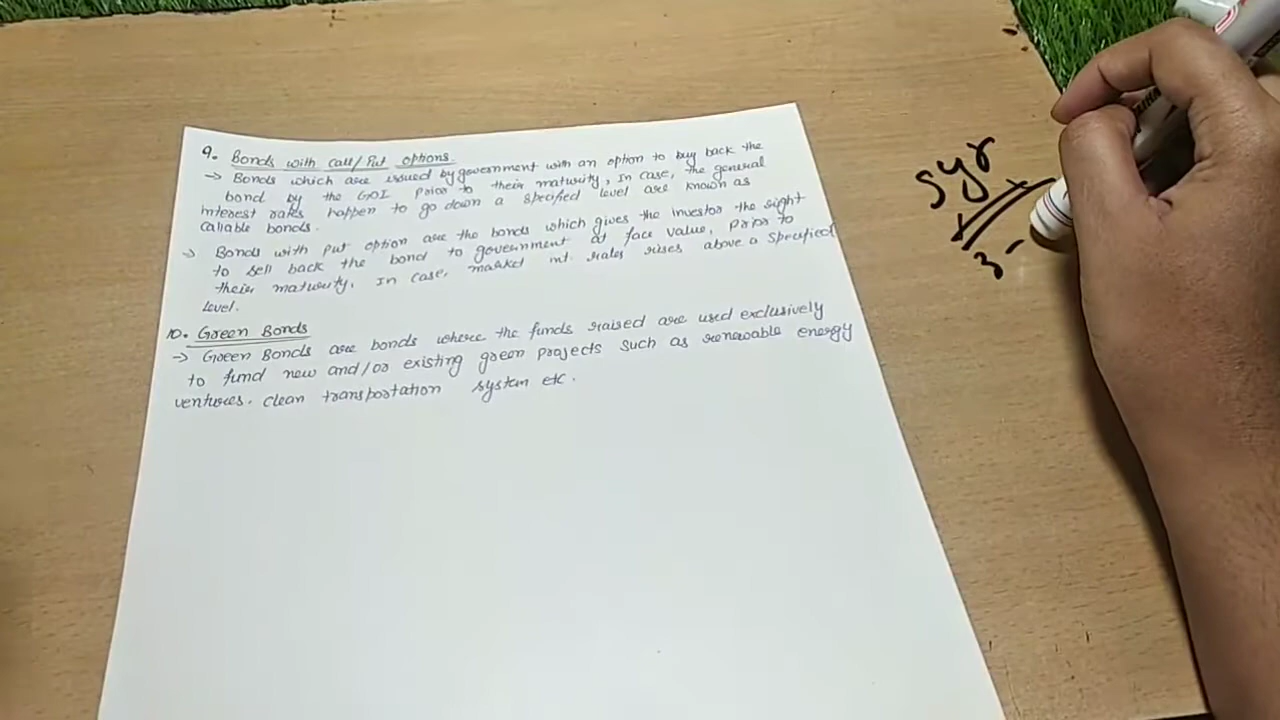 9. Bonds with Call/Put options.
→ Bonds which are issued by government with an option to buy back the
bond by the GOI prior to their maturity, In case, the general
interest rates happen to go down a specified level are known as
Callable bonds.
→ Bonds with Put option are the bonds which gives the investor the right
to sell back the bond to government at face value, prior to
their maturity, In case, market int. rates rises above a specified
level.
10. Green Bonds
→ Green Bonds are bonds where the funds raised are used exclusively
to fund new and/or existing green projects such as renewable energy
ventures. clean transportation system etc.
5yr
3